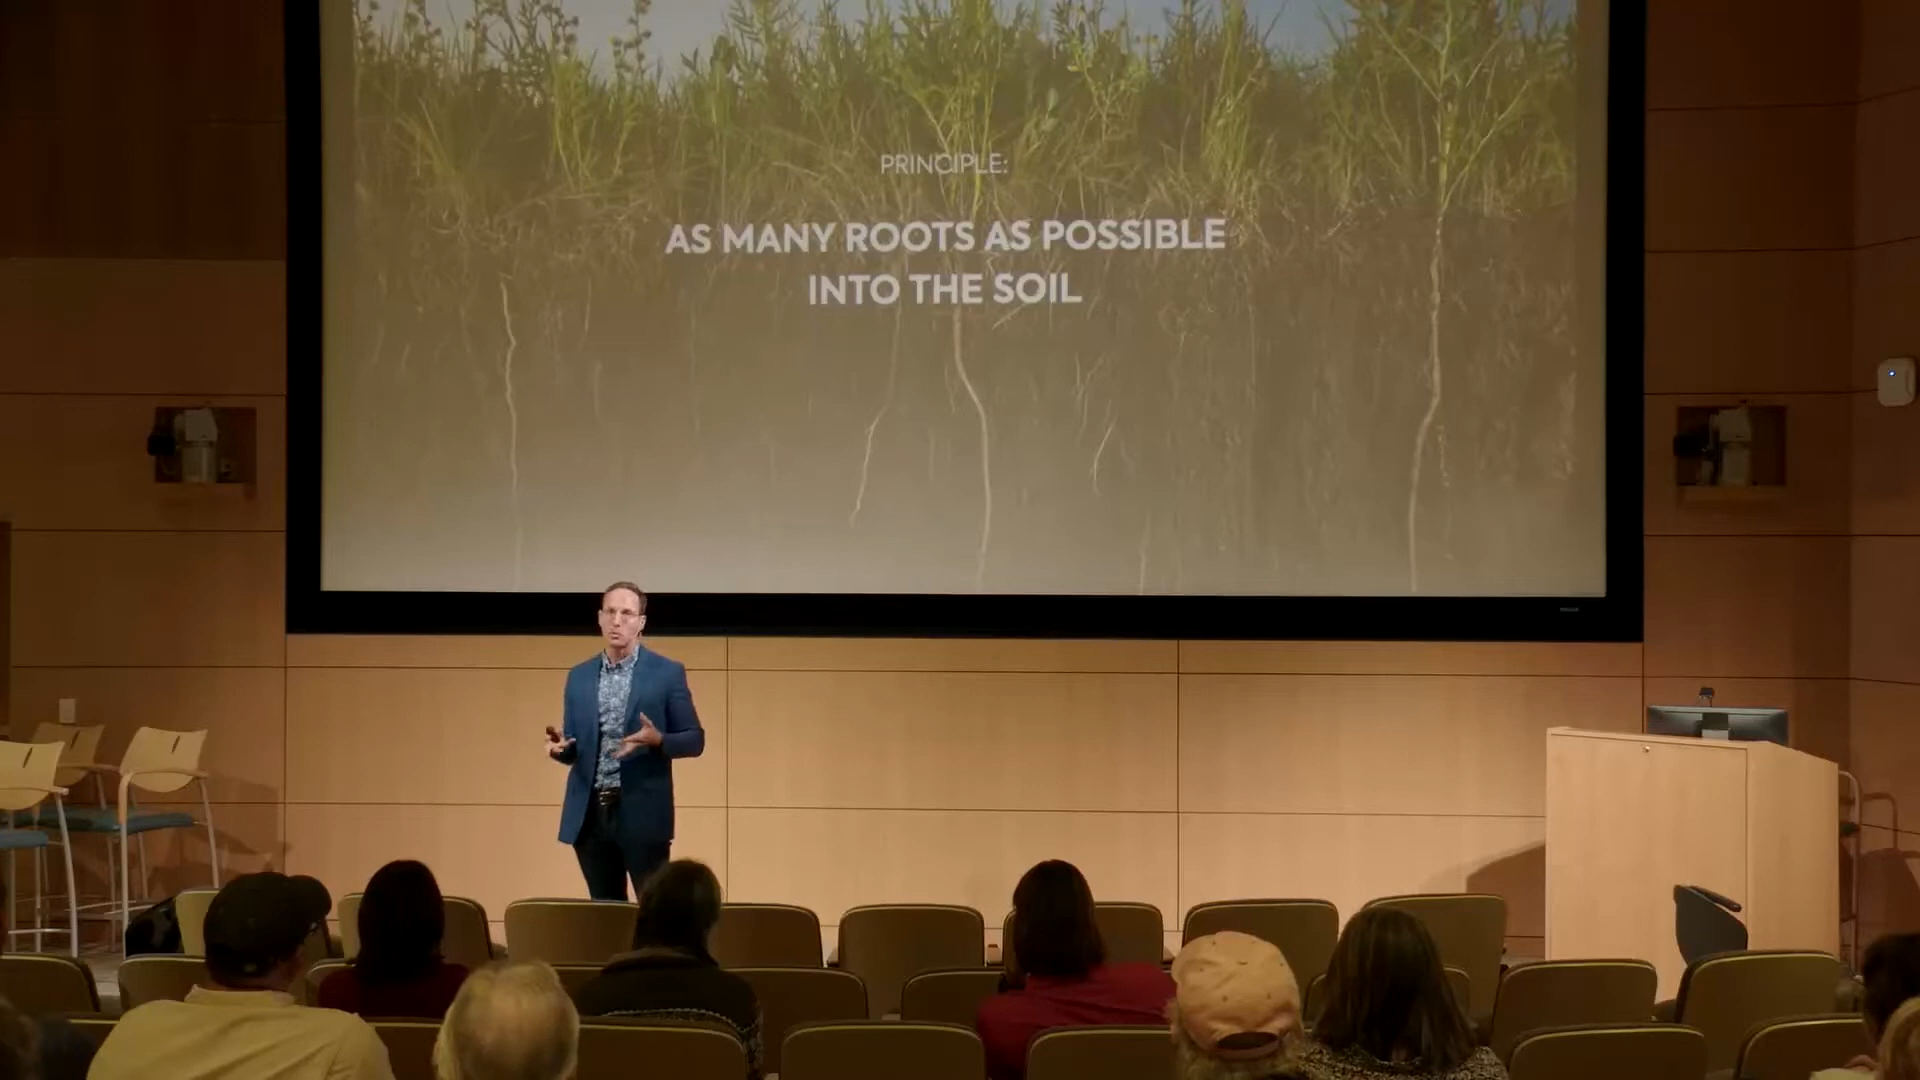 PRINCIPLE:
AS MANY ROOTS AS POSSIBLE
INTO THE SOIL